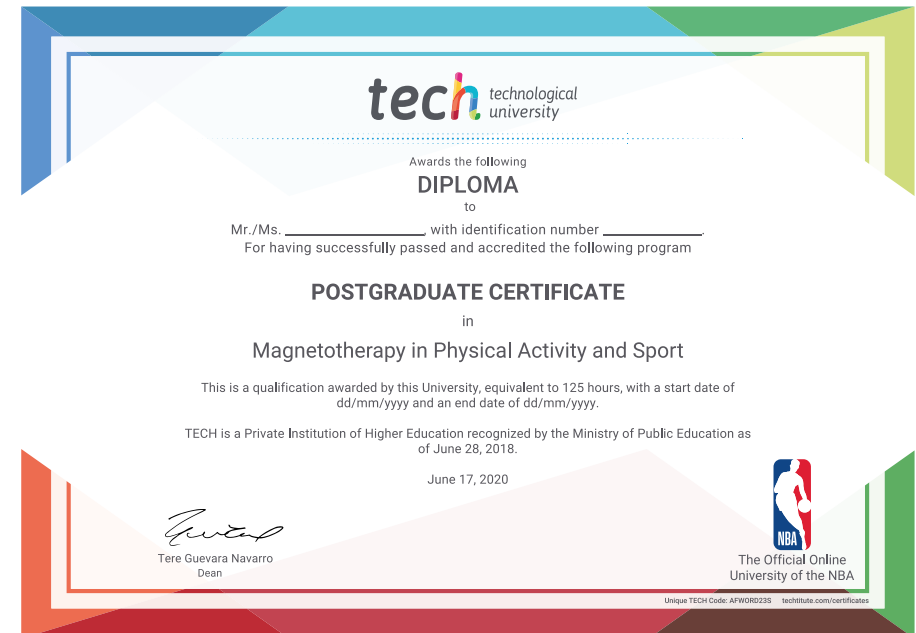 tech technological
university
Awards the following
DIPLOMA
to
Mr./Ms. ____________________, with identification number ______________.
For having successfully passed and accredited the following program
POSTGRADUATE CERTIFICATE
in
Magnetotherapy in Physical Activity and Sport
This is a qualification awarded by this University, equivalent to 125 hours, with a start date of
dd/mm/yyyy and an end date of dd/mm/yyyy.
TECH is a Private Institution of Higher Education recognized by the Ministry of Public Education as
of June 28, 2018.
June 17, 2020
Tere Guevara Navarro
Dean
NBA
The Official Online
University of the NBA
Unique TECH Code: AFWORD23S techtitute.com/certificates